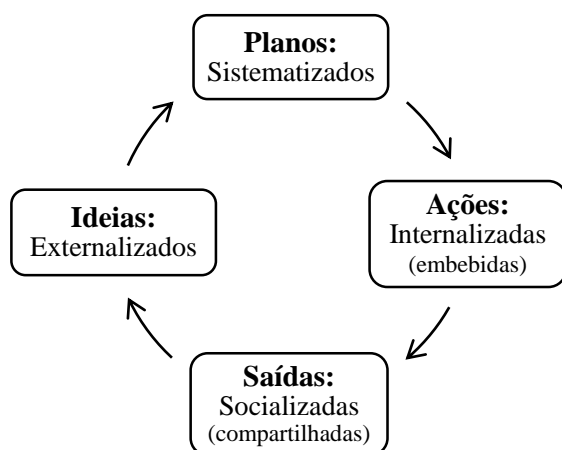 Planos:
Sistematizados
Ações:
Internalizadas
(embebidas)
Saídas:
Socializadas
(compartilhadas)
Ideias:
Externalizados